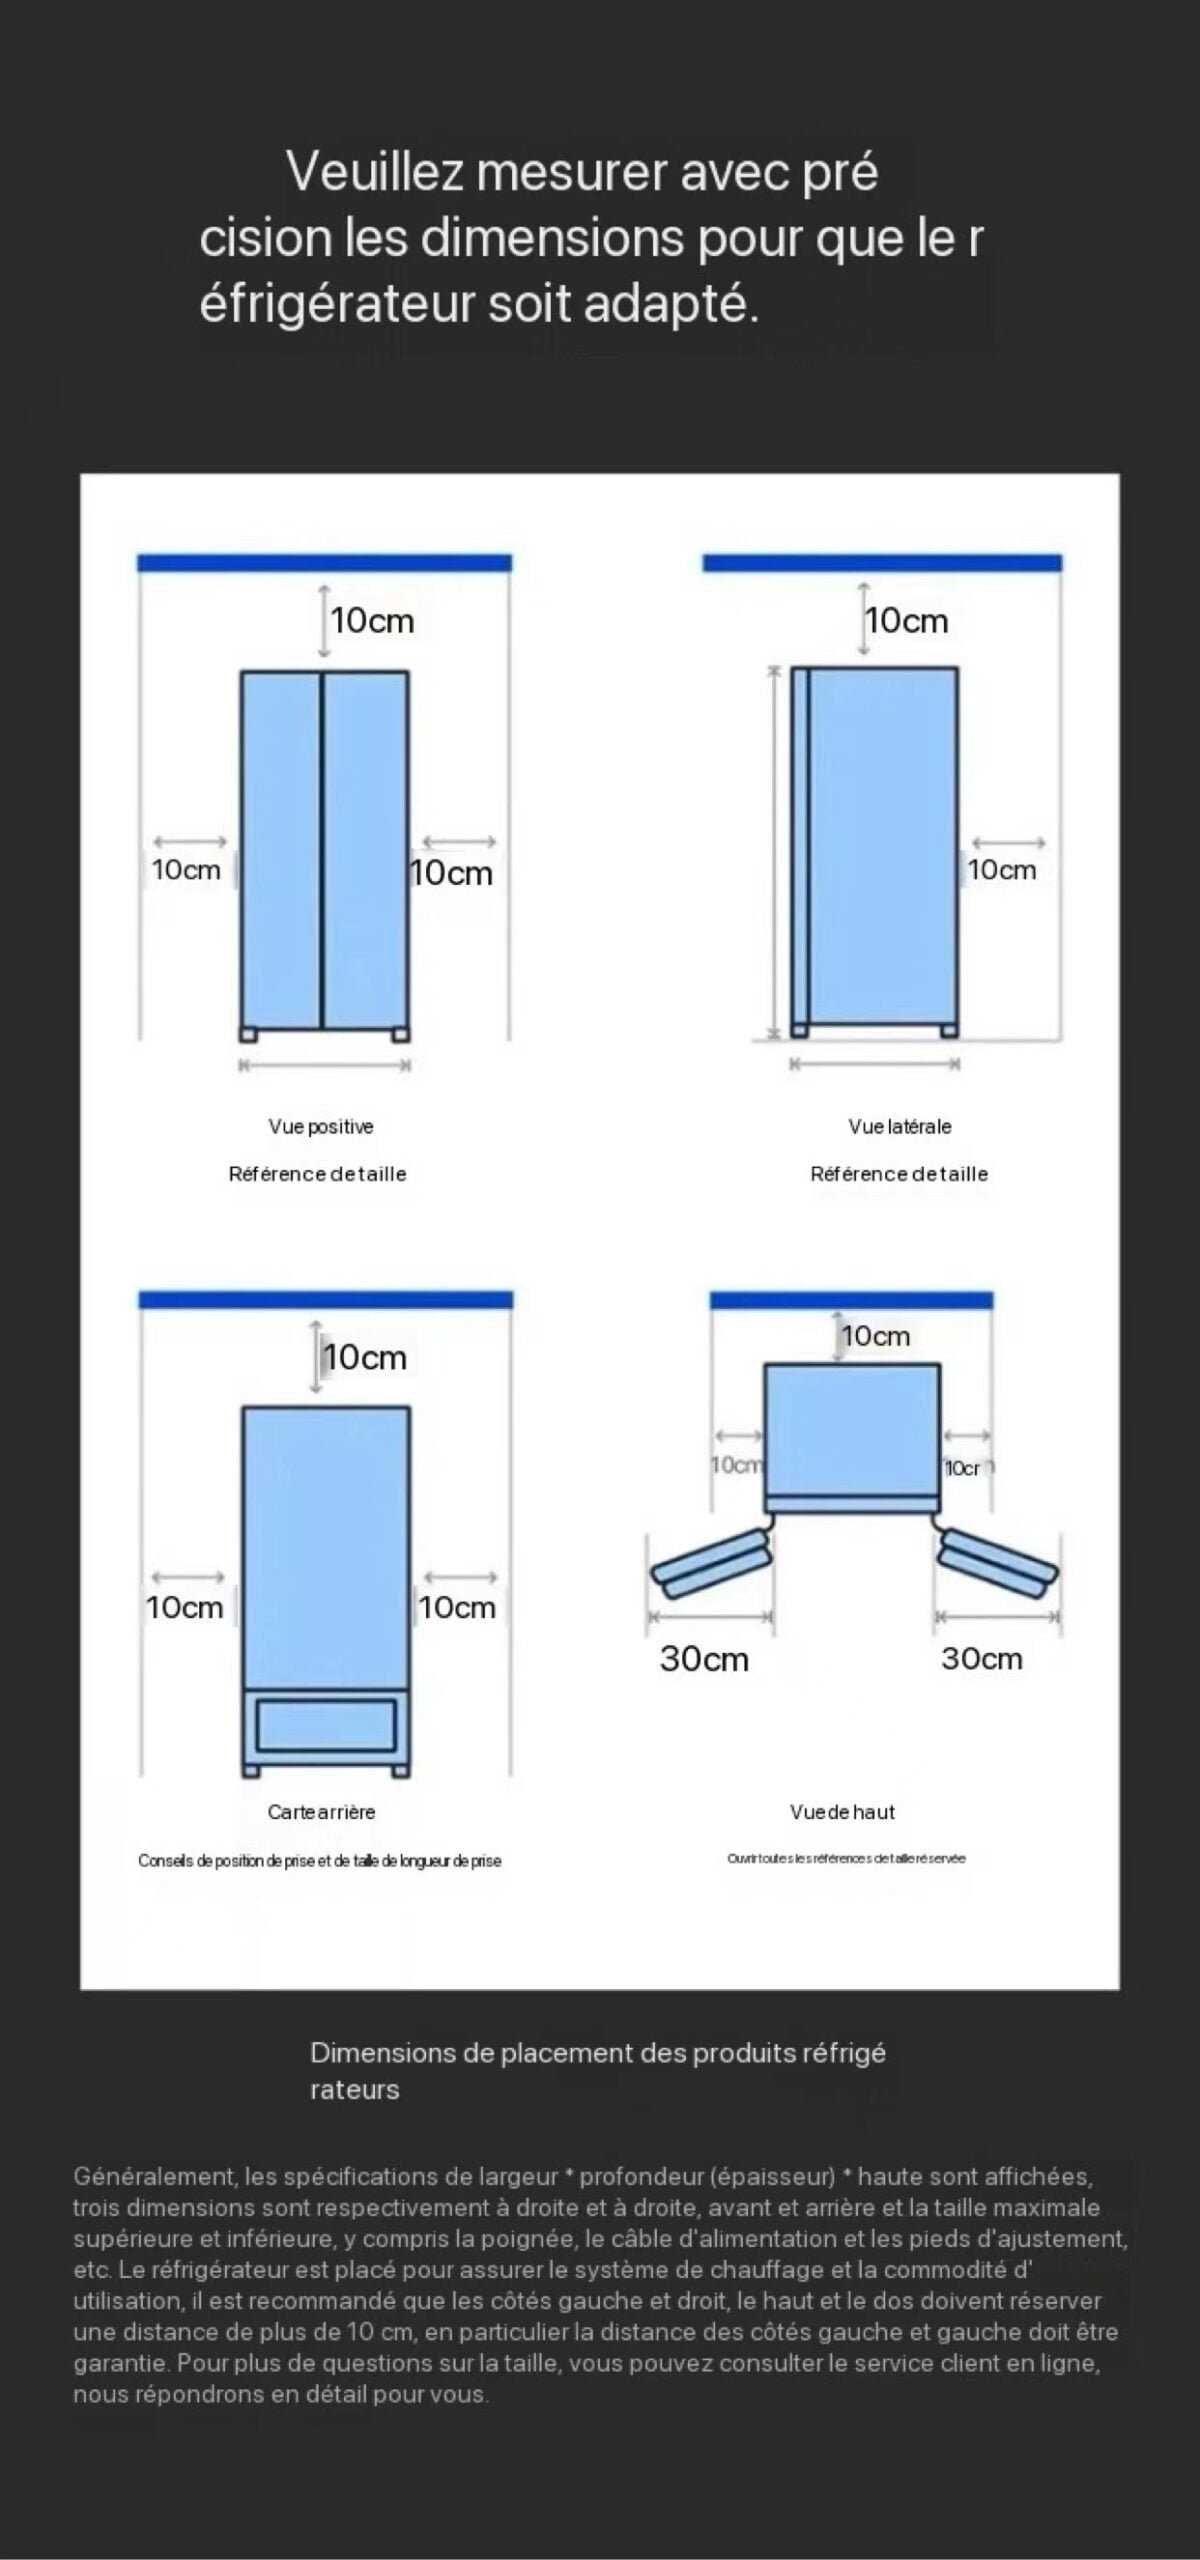 Veuillez mesurer avec pré
cision les dimensions pour que le r
éfrigérateur soit adapté.
10cm
10cm
10cm
10cm
10cm
Vue positive
Référence de taille
Vue latérale
Référence de taille
10cm
10cm
10cm
Carte arrière
Conseils de position de prise et de taille de longueur de prise
10cm
10cm
10cm
30cm
30cm
Vue de haut
Ouvrir toutes les références de taille réservée
Dimensions de placement des produits réfrigé
rateurs
Généralement, les spécifications de largeur * profondeur (épaisseur) * haute sont affichées,
trois dimensions sont respectivement à droite et à droite, avant et arrière et la taille maximale
supérieure et inférieure, y compris la poignée, le câble d'alimentation et les pieds d'ajustement,
etc. Le réfrigérateur est placé pour assurer le système de chauffage et la commodité d'
utilisation, il est recommandé que les côtés gauche et droit, le haut et le dos doivent réserver
une distance de plus de 10 cm, en particulier la distance des côtés gauche et gauche doit être
garantie. Pour plus de questions sur la taille, vous pouvez consulter le service client en ligne,
nous répondrons en détail pour vous.